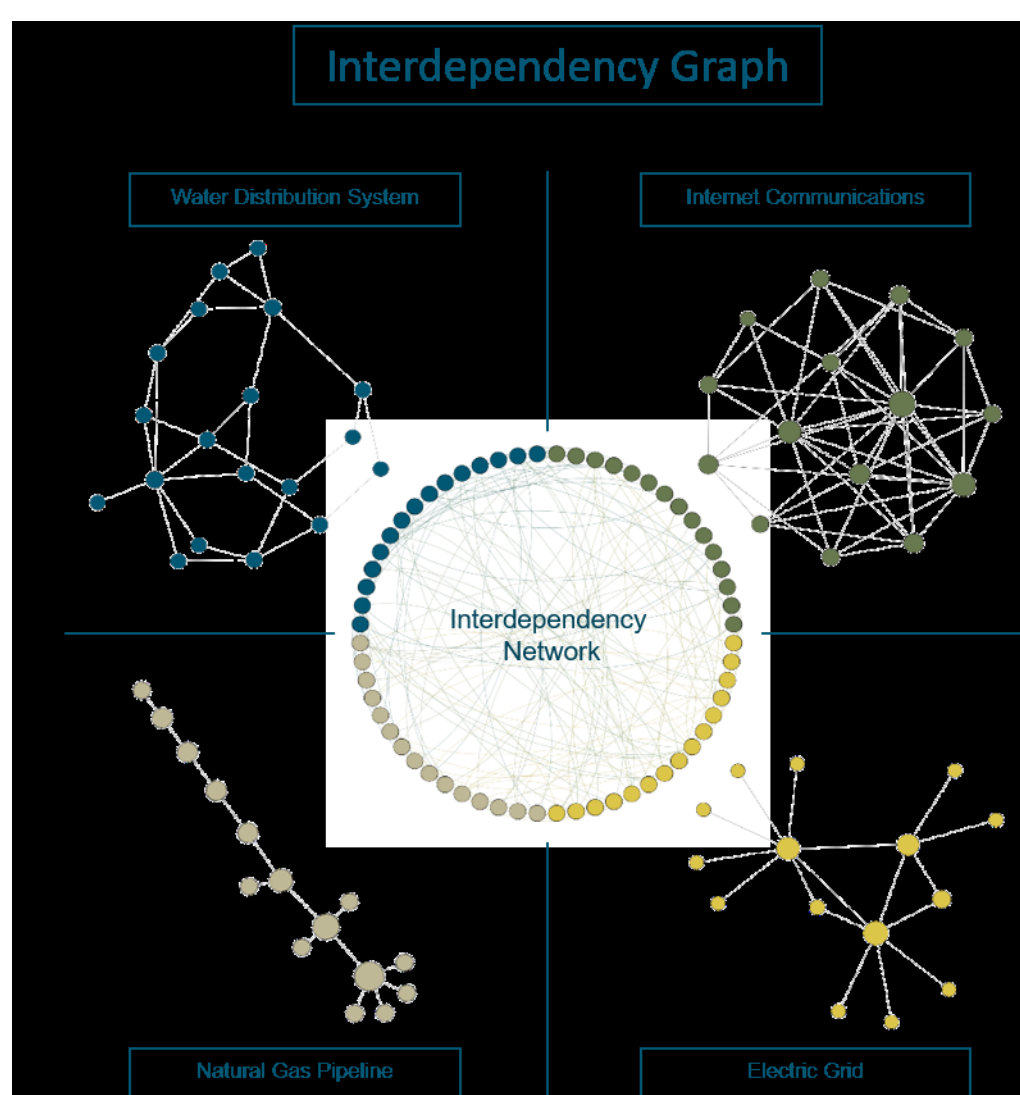 Interdependency Graph
Water Distribution System
Internet Communications
Interdependency
Network
Natural Gas Pipeline
Electric Grid